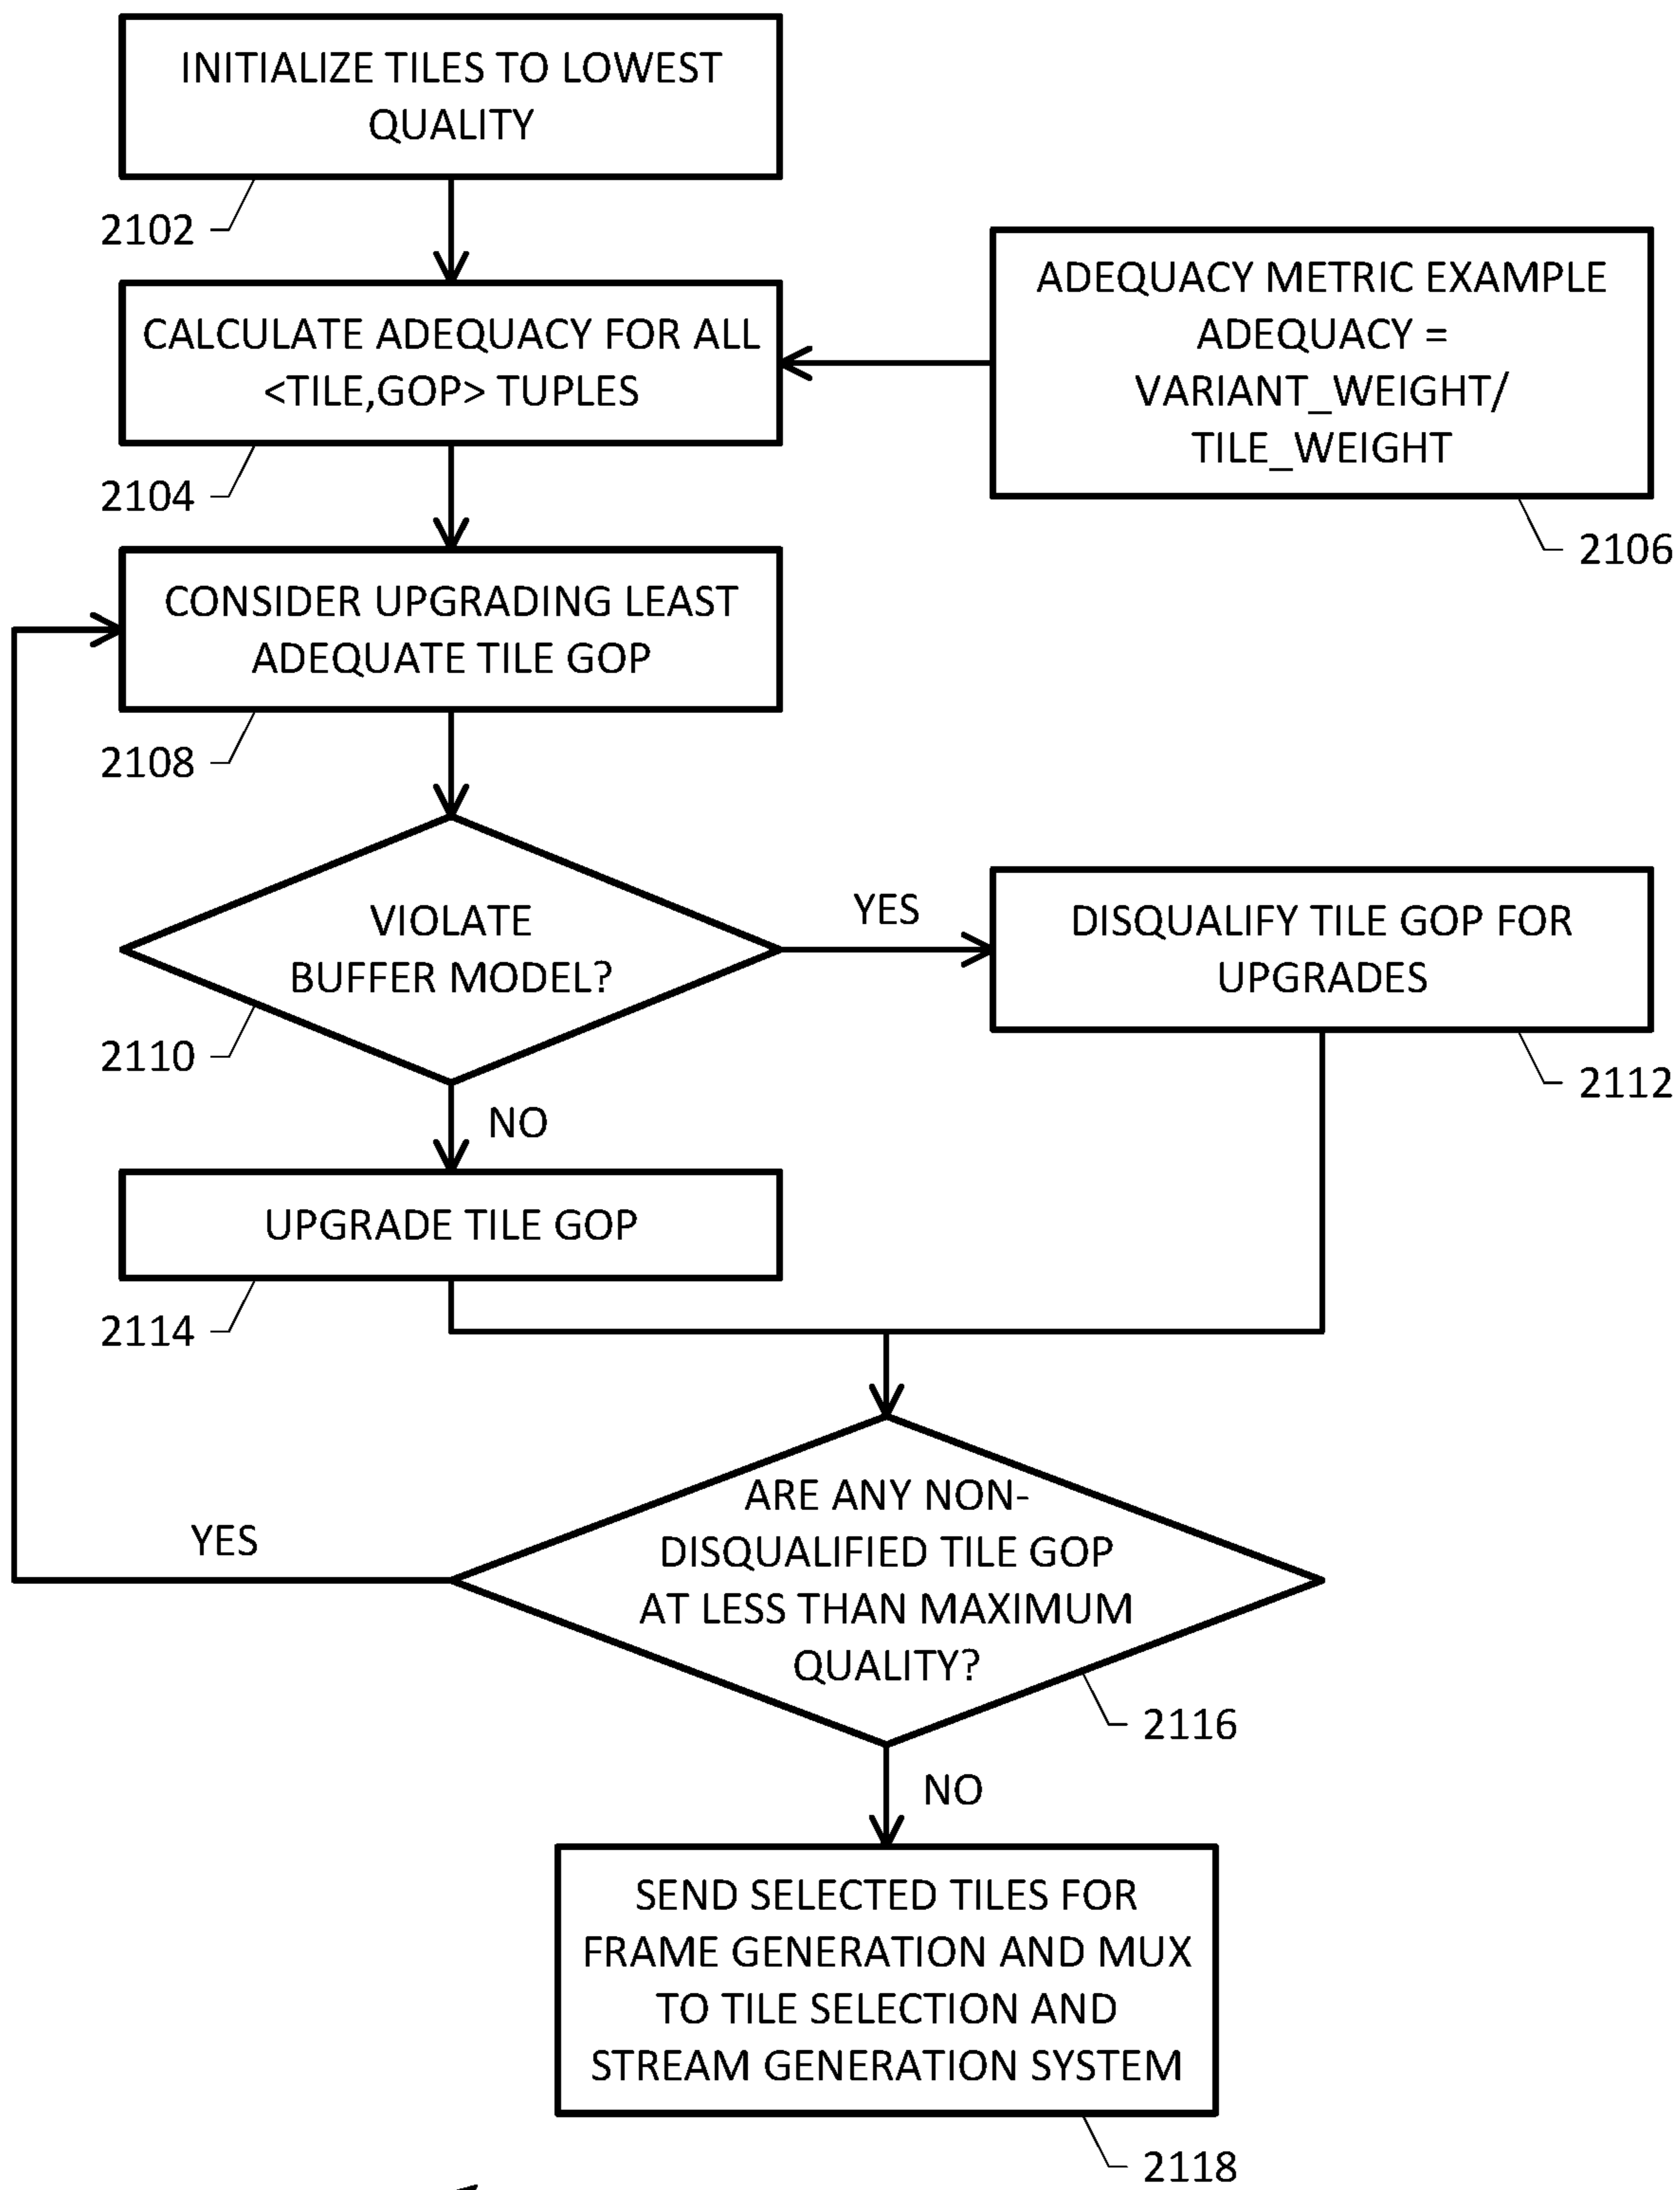 INITIALIZE TILES TO LOWEST
QUALITY
2102
CALCULATE ADEQUACY FOR ALL
<TILE,GOP> TUPLES
2104
ADEQUACY METRIC EXAMPLE
ADEQUACY =
VARIANT_WEIGHT/
TILE_WEIGHT
2106
CONSIDER UPGRADING LEAST
ADEQUATE TILE GOP
2108
VIOLATE
BUFFER MODEL?
2110
YES
DISQUALIFY TILE GOP FOR
UPGRADES
2112
NO
UPGRADE TILE GOP
2114
ARE ANY NON-
DISQUALIFIED TILE GOP
AT LESS THAN MAXIMUM
QUALITY?
2116
YES
NO
SEND SELECTED TILES FOR
FRAME GENERATION AND MUX
TO TILE SELECTION AND
STREAM GENERATION SYSTEM
2118